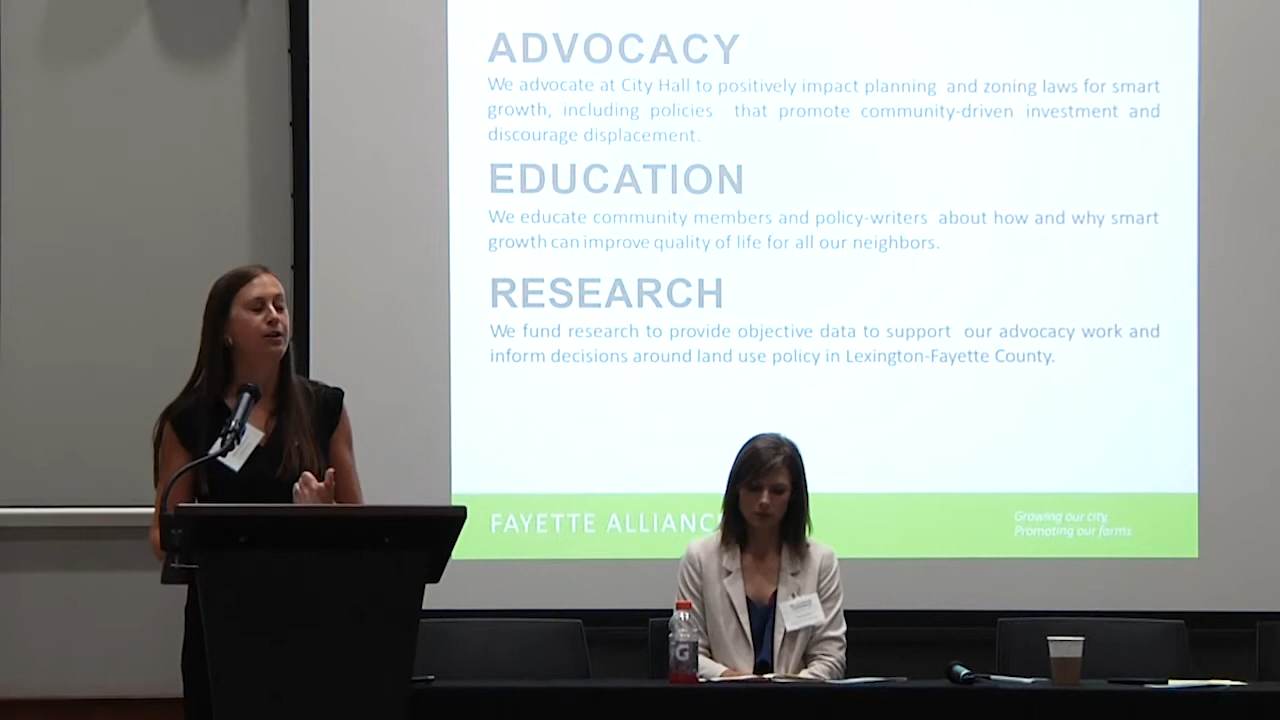 ADVOCACY
We advocate at City Hall to positively impact planning and zoning laws for smart
growth, including policies that promote community-driven investment and
discourage displacement.
EDUCATION
We educate community members and policy-writers about how and why smart
growth can improve quality of life for all our neighbors.
RESEARCH
We fund research to provide objective data to support our advocacy work and
inform decisions around land use policy in Lexington-Fayette County.
FAYETTE ALLIANC
Growing our city,
Promoting our farms
G